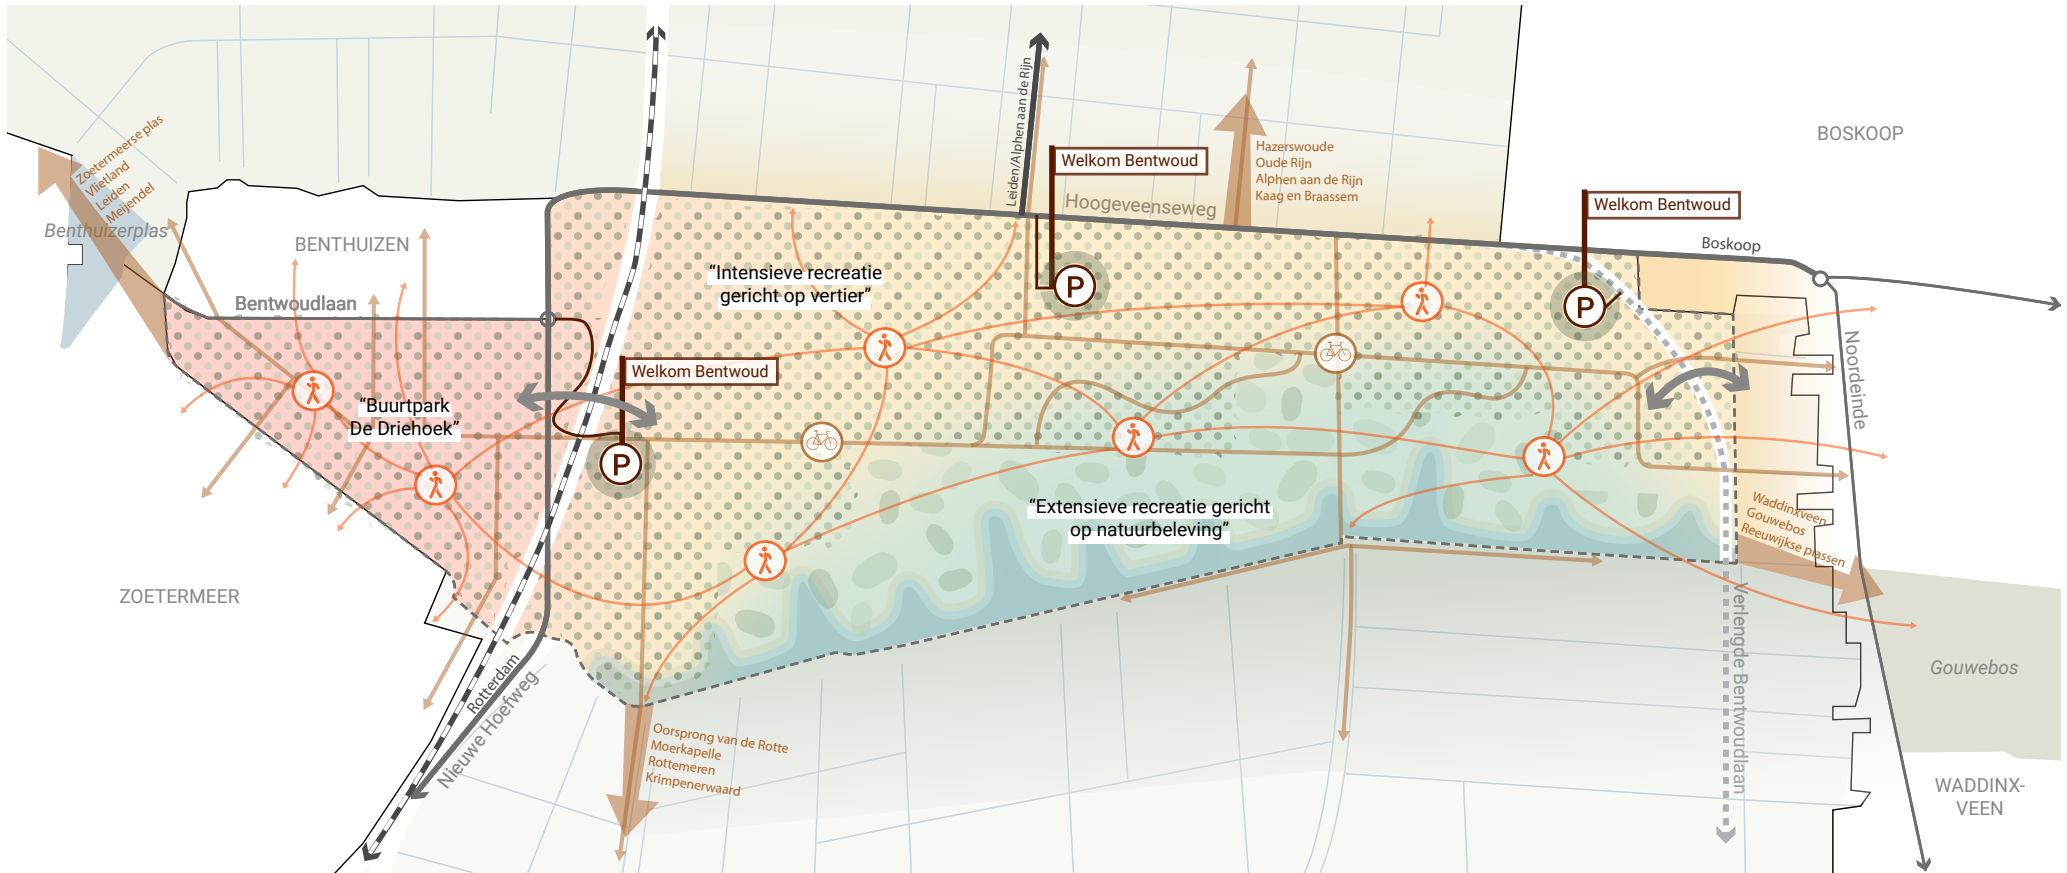 Zoetermeerse plas
Vlietland
Leiden
Meijendel
Benthuizerplas
BENTHUIZEN
Bentwoudlaan
Leiden/Alphen aan de Rijn
Welkom Bentwoud
Hoogeveenseweg
Hazerswoude
Oude Rijn
Alphen aan de Rijn
Kaag en Braassem
BOSKOOP
Welkom Bentwoud
Boskoop
“Intensieve recreatie
gericht op vertier”
P
P
Noordeinde
Welkom Bentwoud
“Buurtpark
De Driehoek”
P
“Extensieve recreatie gericht
op natuurbeleving”
Waddinxveen
Gouwebos
Reeuwijkse plassen
ZOETERMEER
Rotterdam
Nieuwe Hoefweg
Verlengde Bentwoudlaan
Gouwebos
Oorsprong van de Rotte
Moerkapelle
Rottemeren
Krimpenerwaard
WADDINX-
VEEN